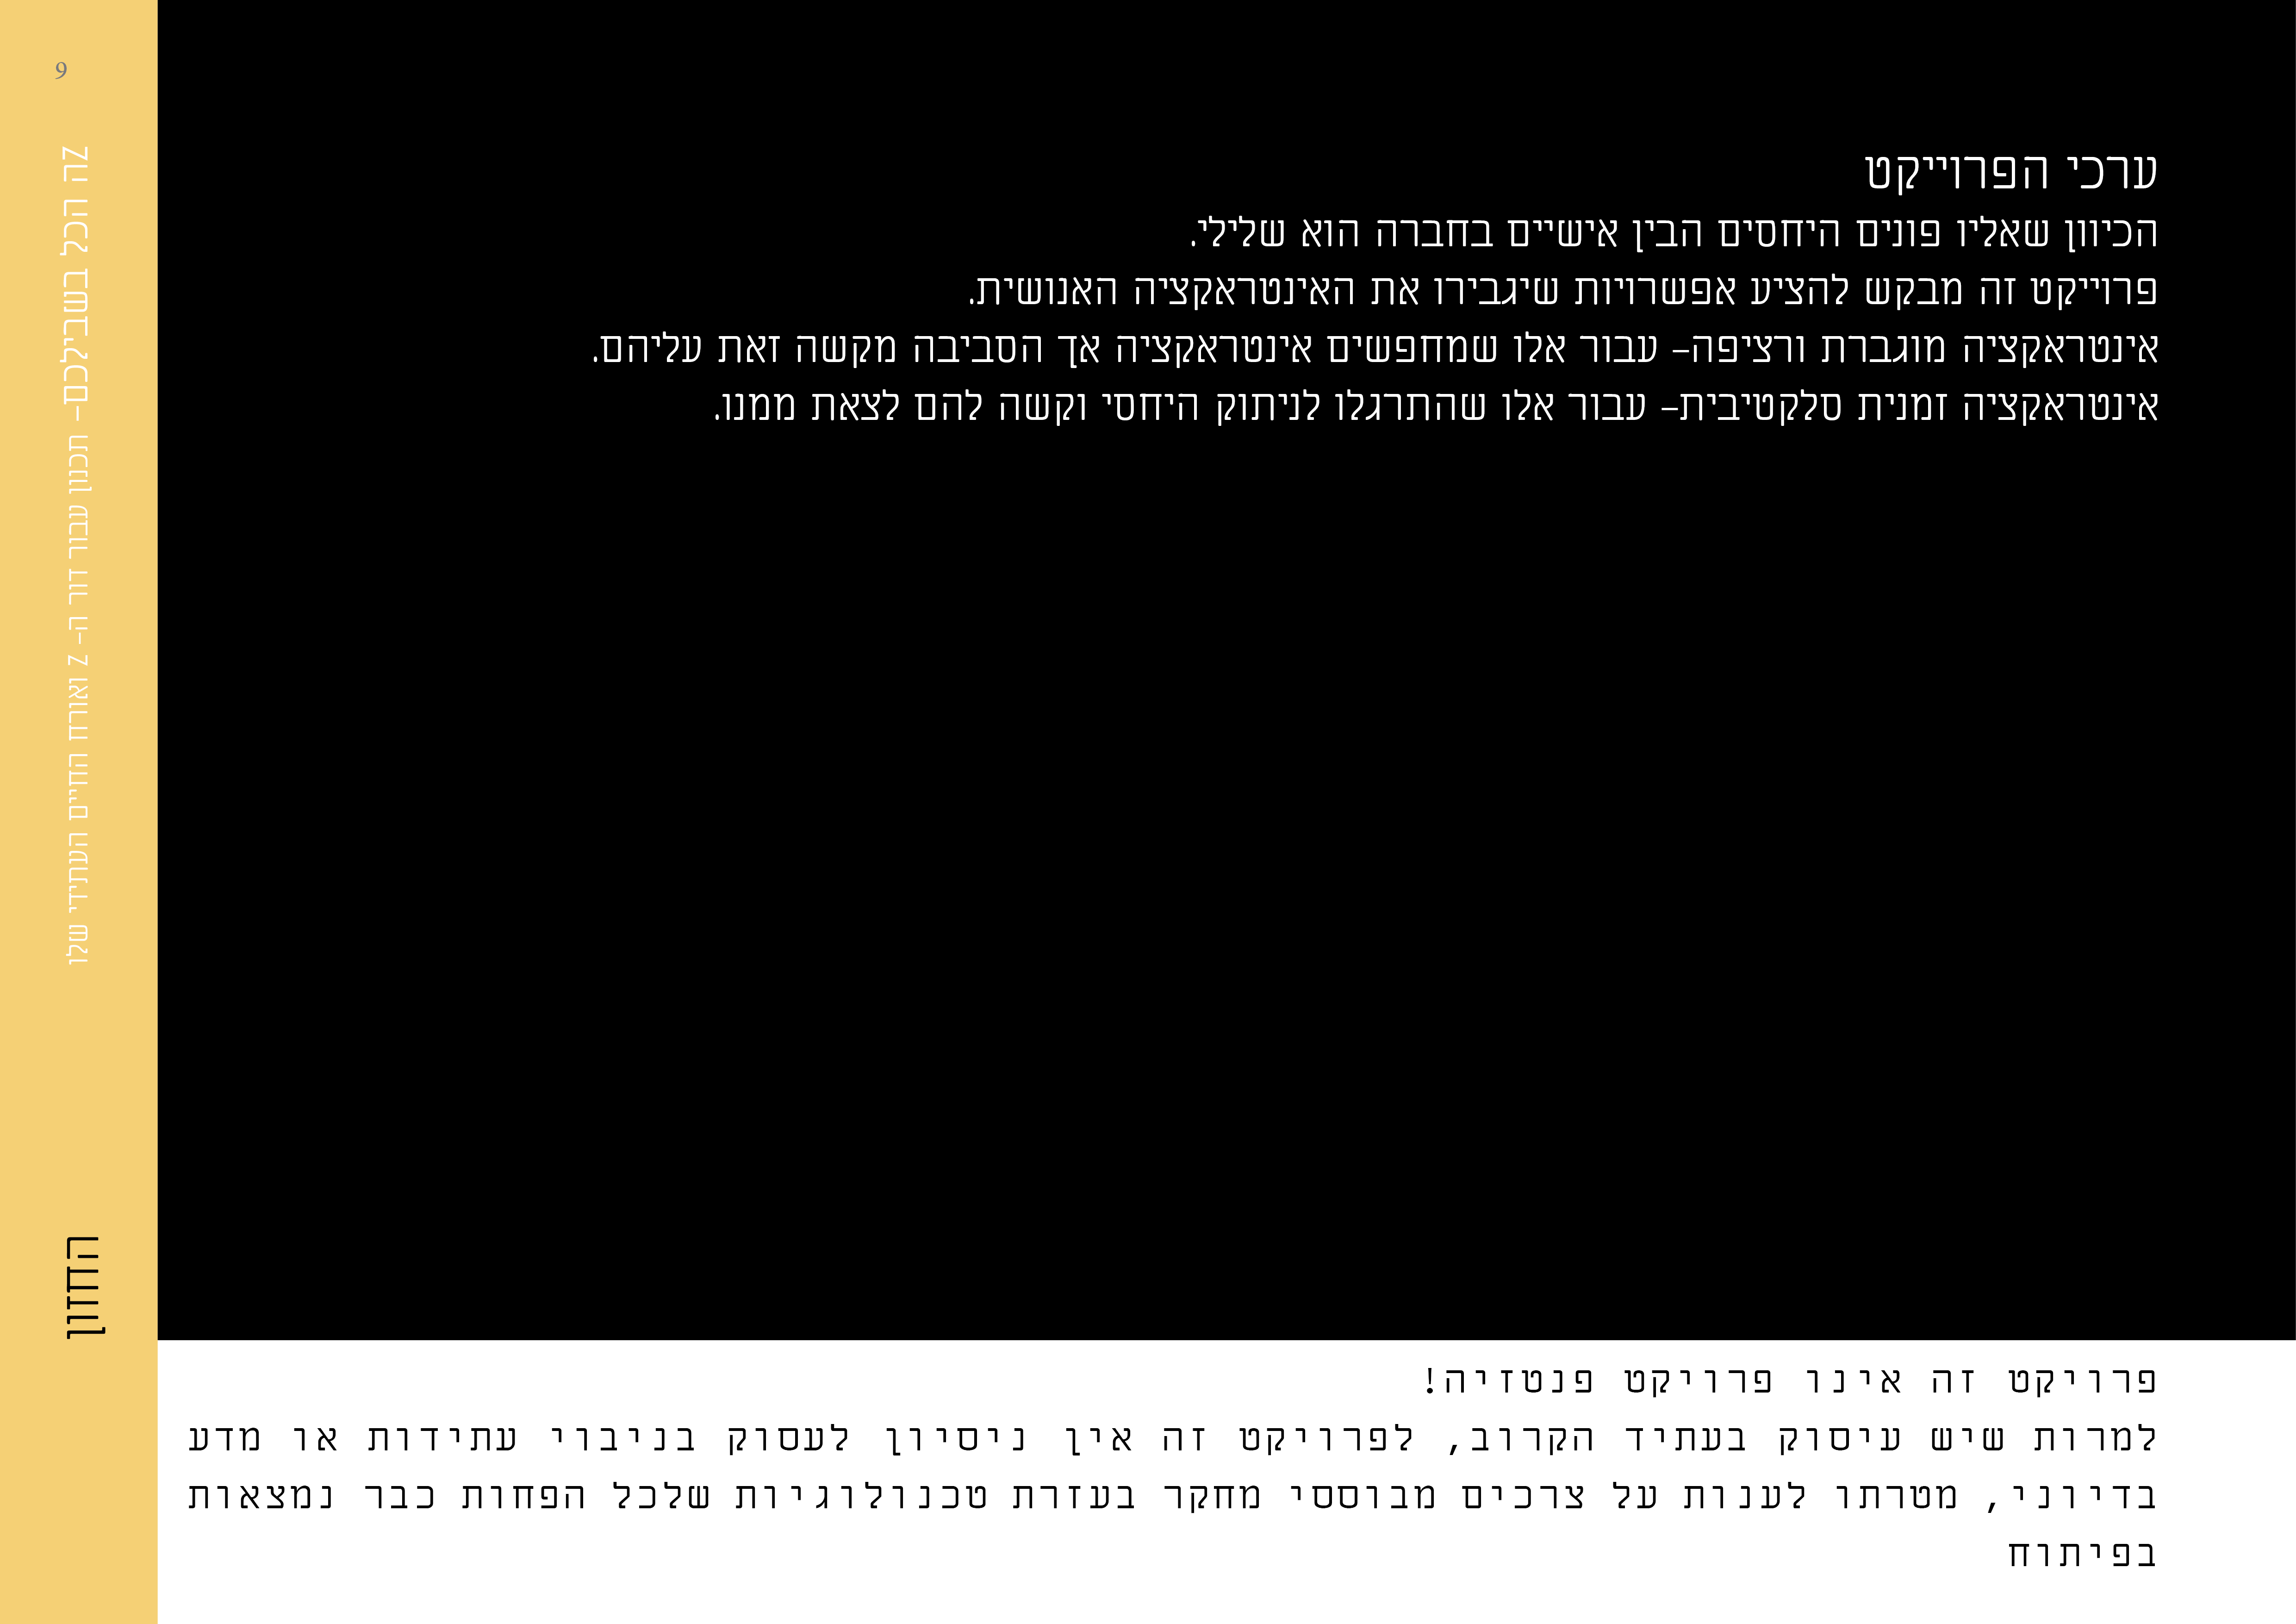 9
Zה הכל בשבילכם- תכנון עבור דור ה- Z ואורח החיים העתידי שלו
החזון
ערכי הפרוייקט
הכיוון שאליו פונים היחסים הבין אישיים בחברה הוא שלילי.
פרוייקט זה מבקש להציע אפשרויות שיגבירו את האינטראקציה האנושית.
אינטראקציה מוגברת ורציפה- עבור אלו שמחפשים אינטראקציה אך הסביבה מקשה זאת עליהם.
אינטראקציה זמנית סלקטיבית- עבור אלו שהתרגלו לניתוק היחסי וקשה להם לצאת ממנו.
פרויקט זה אינו פרויקט פנטזיה!
למרות שיש עיסוק בעתיד הקרוב, לפרויקט זה אין ניסיון לעסוק בניבוי עתידות או מדע
בדיוני, מטרתו לענות על צרכים מבוססי מחקר בעזרת טכנולוגיות שלכל הפחות כבר נמצאות
בפיתוח